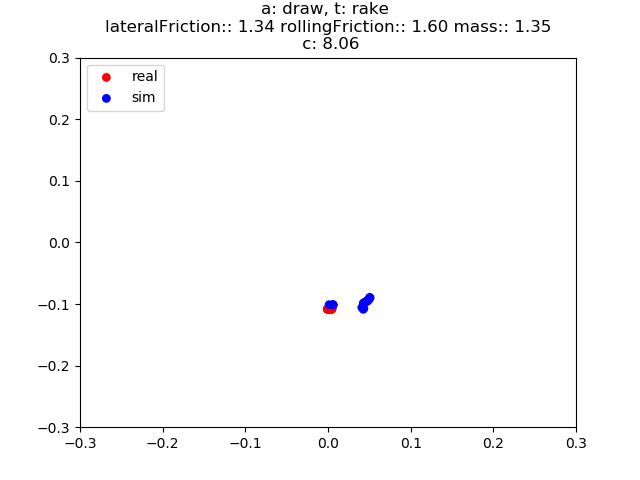 a: draw, t: rake
lateralFriction:: 1.34 rollingFriction:: 1.60 mass:: 1.35
c: 8.06
real
sim
0.3
0.2
0.1
0.0
−0.1
−0.2
−0.3
−0.3 −0.2 −0.1 0.0 0.1 0.2 0.3